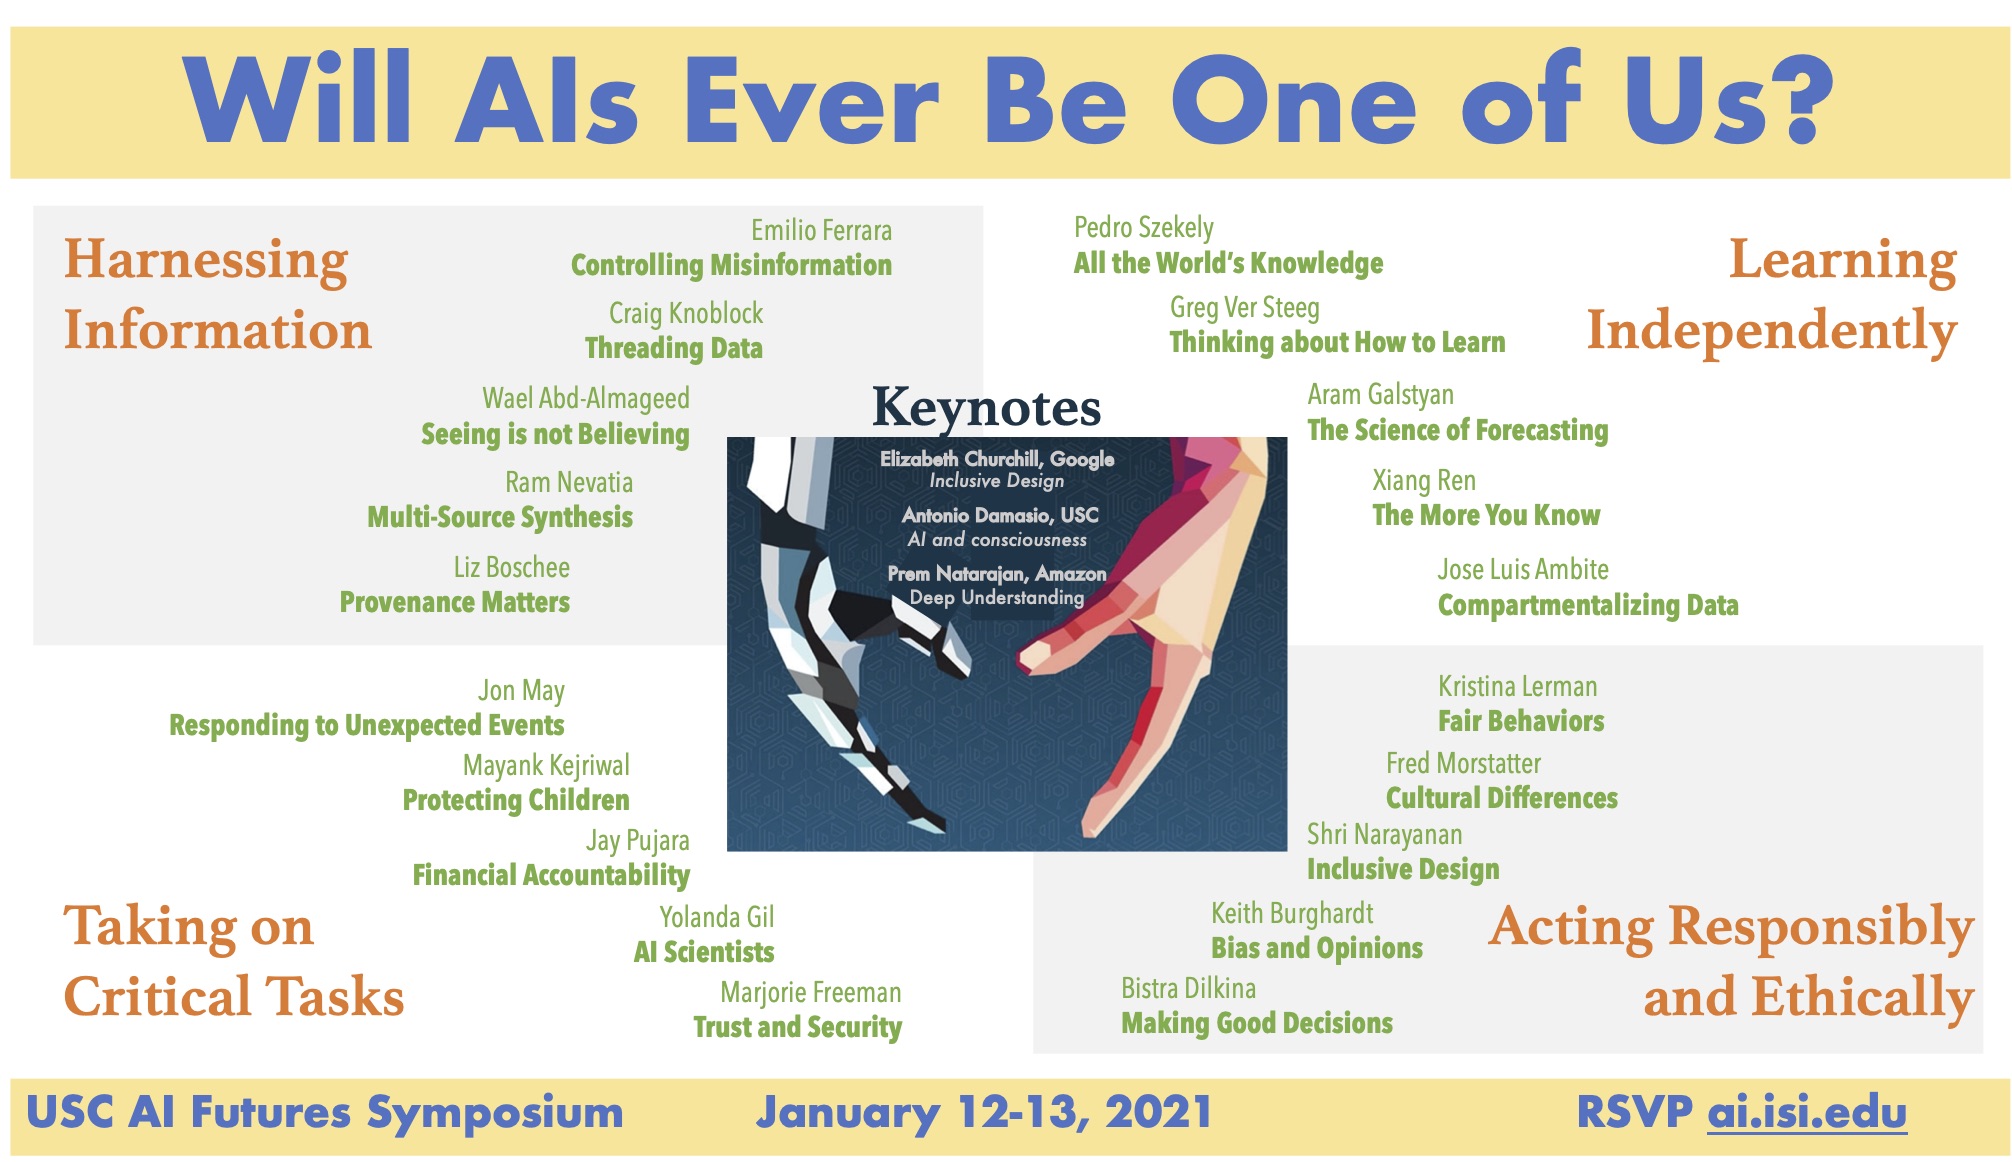 Will AIs Ever Be One of Us?
Harnessing
Information
Emilio Ferrara
Controlling Misinformation
Craig Knoblock
Threading Data
Wael Abd-Almageed
Seeing is not Believing
Ram Nevatia
Multi-Source Synthesis
Liz Boschee
Provenance Matters
Learning
Independently
Pedro Szekely
All the World's Knowledge
Greg Ver Steeg
Thinking about How to Learn
Aram Galstyan
The Science of Forecasting
Xiang Ren
The More You Know
Jose Luis Ambite
Compartmentalizing Data
Keynotes
Elizabeth Churchill, Google
Inclusive Design
Antonio Damasio, USC
AI and consciousness
Prem Natarajan, Amazon
Deep Understanding
Taking on
Critical Tasks
Jon May
Responding to Unexpected Events
Mayank Kejriwal
Protecting Children
Jay Pujara
Financial Accountability
Yolanda Gil
AI Scientists
Marjorie Freeman
Trust and Security
Acting Responsibly
and Ethically
Kristina Lerman
Fair Behaviors
Fred Morstatter
Cultural Differences
Shri Narayanan
Inclusive Design
Keith Burghardt
Bias and Opinions
Bistra Dilkina
Making Good Decisions
USC AI Futures Symposium
January 12-13, 2021
RSVP ai.isi.edu